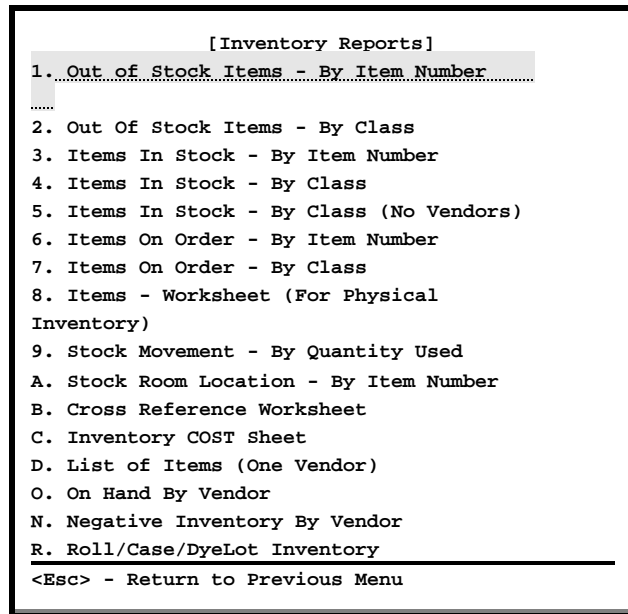 [Inventory Reports]
1. Out of Stock Items - By Item Number
2. Out Of Stock Items - By Class
3. Items In Stock - By Item Number
4. Items In Stock - By Class
5. Items In Stock - By Class (No Vendors)
6. Items On Order - By Item Number
7. Items On Order - By Class
8. Items - Worksheet (For Physical
Inventory)
9. Stock Movement - By Quantity Used
A. Stock Room Location - By Item Number
B. Cross Reference Worksheet
C. Inventory COST Sheet
D. List of Items (One Vendor)
O. On Hand By Vendor
N. Negative Inventory By Vendor
R. Roll/Case/DyeLot Inventory
<Esc> - Return to Previous Menu